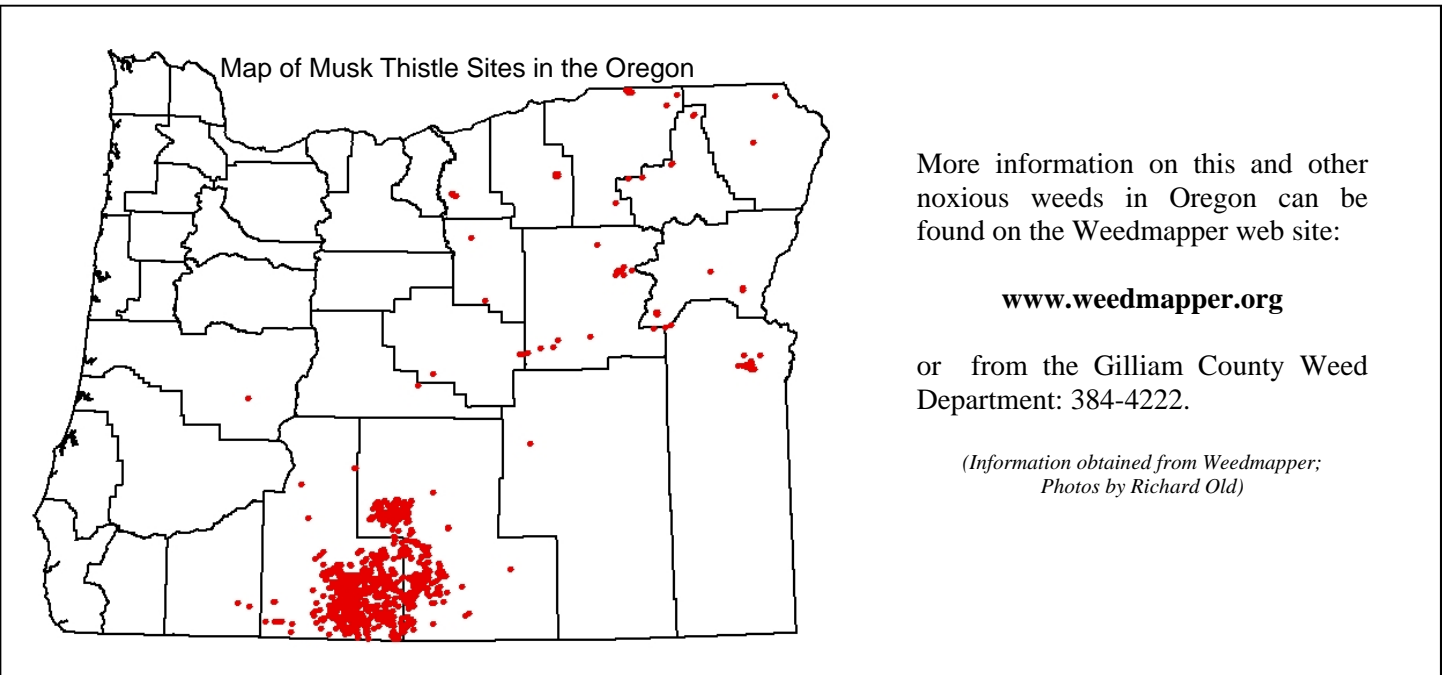 Map of Musk Thistle Sites in the Oregon
More information on this and other
noxious weeds in Oregon can be
found on the Weedmapper web site:
www.weedmapper.org
or from the Gilliam County Weed
Department: 384-4222.
(Information obtained from Weedmapper;
Photos by Richard Old)